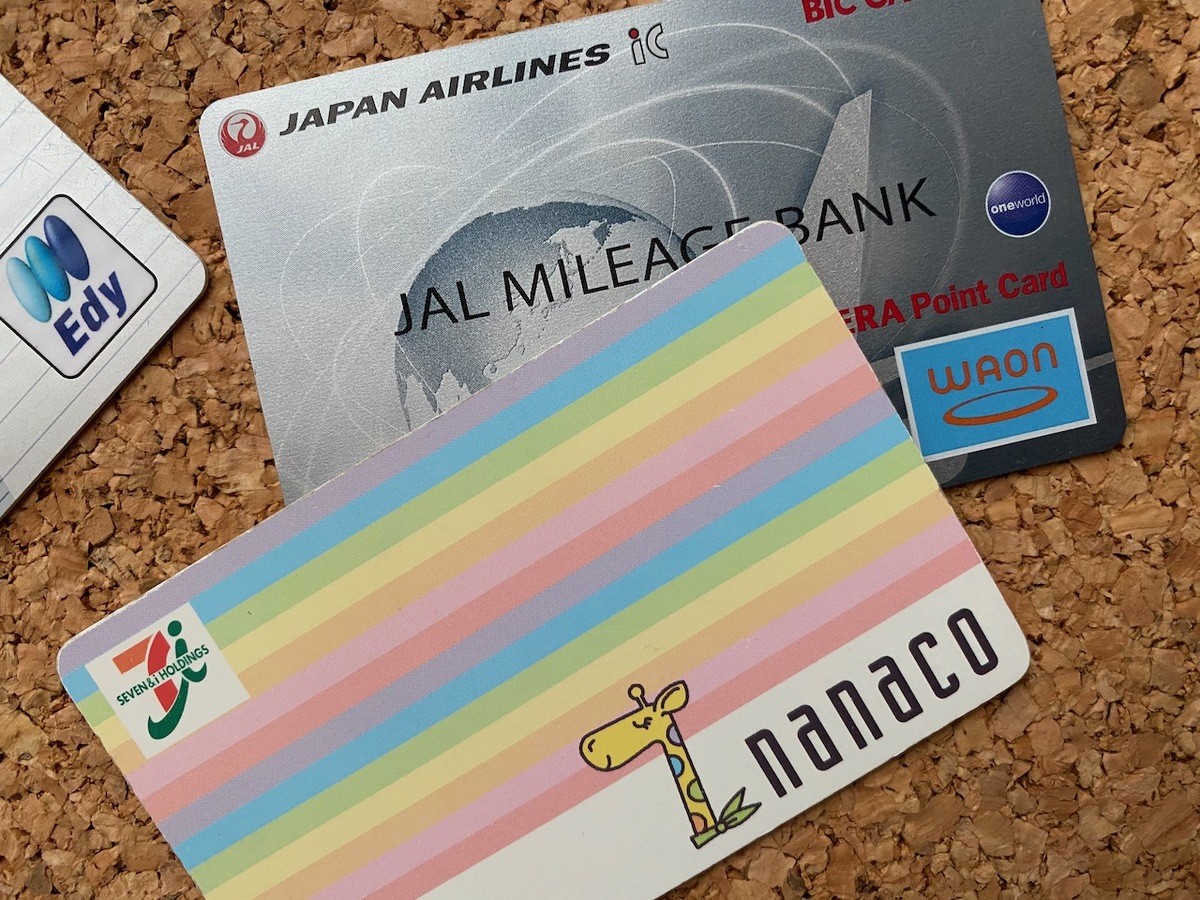 JAPAN AIRLINES iC
BIC CA
JAL
JAL MILEAGE BANK
oneworld
ERA Point Card
WAON
Edy
SEVEN&i HOLDINGS
nanaco